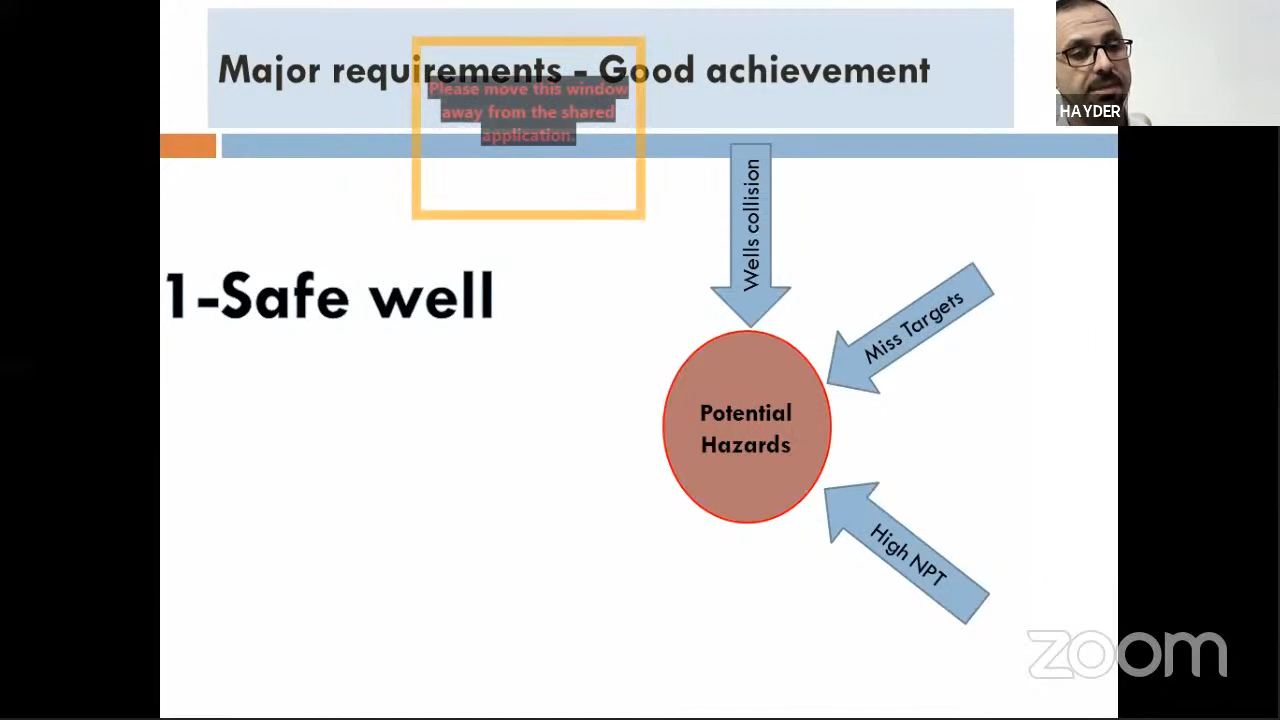 Major requirements - Good achievement
Please move this window
away from the shared
application.
HAYDER
Wells collision
1-Safe well
Miss Targets
Potential
Hazards
High NPT
zoom